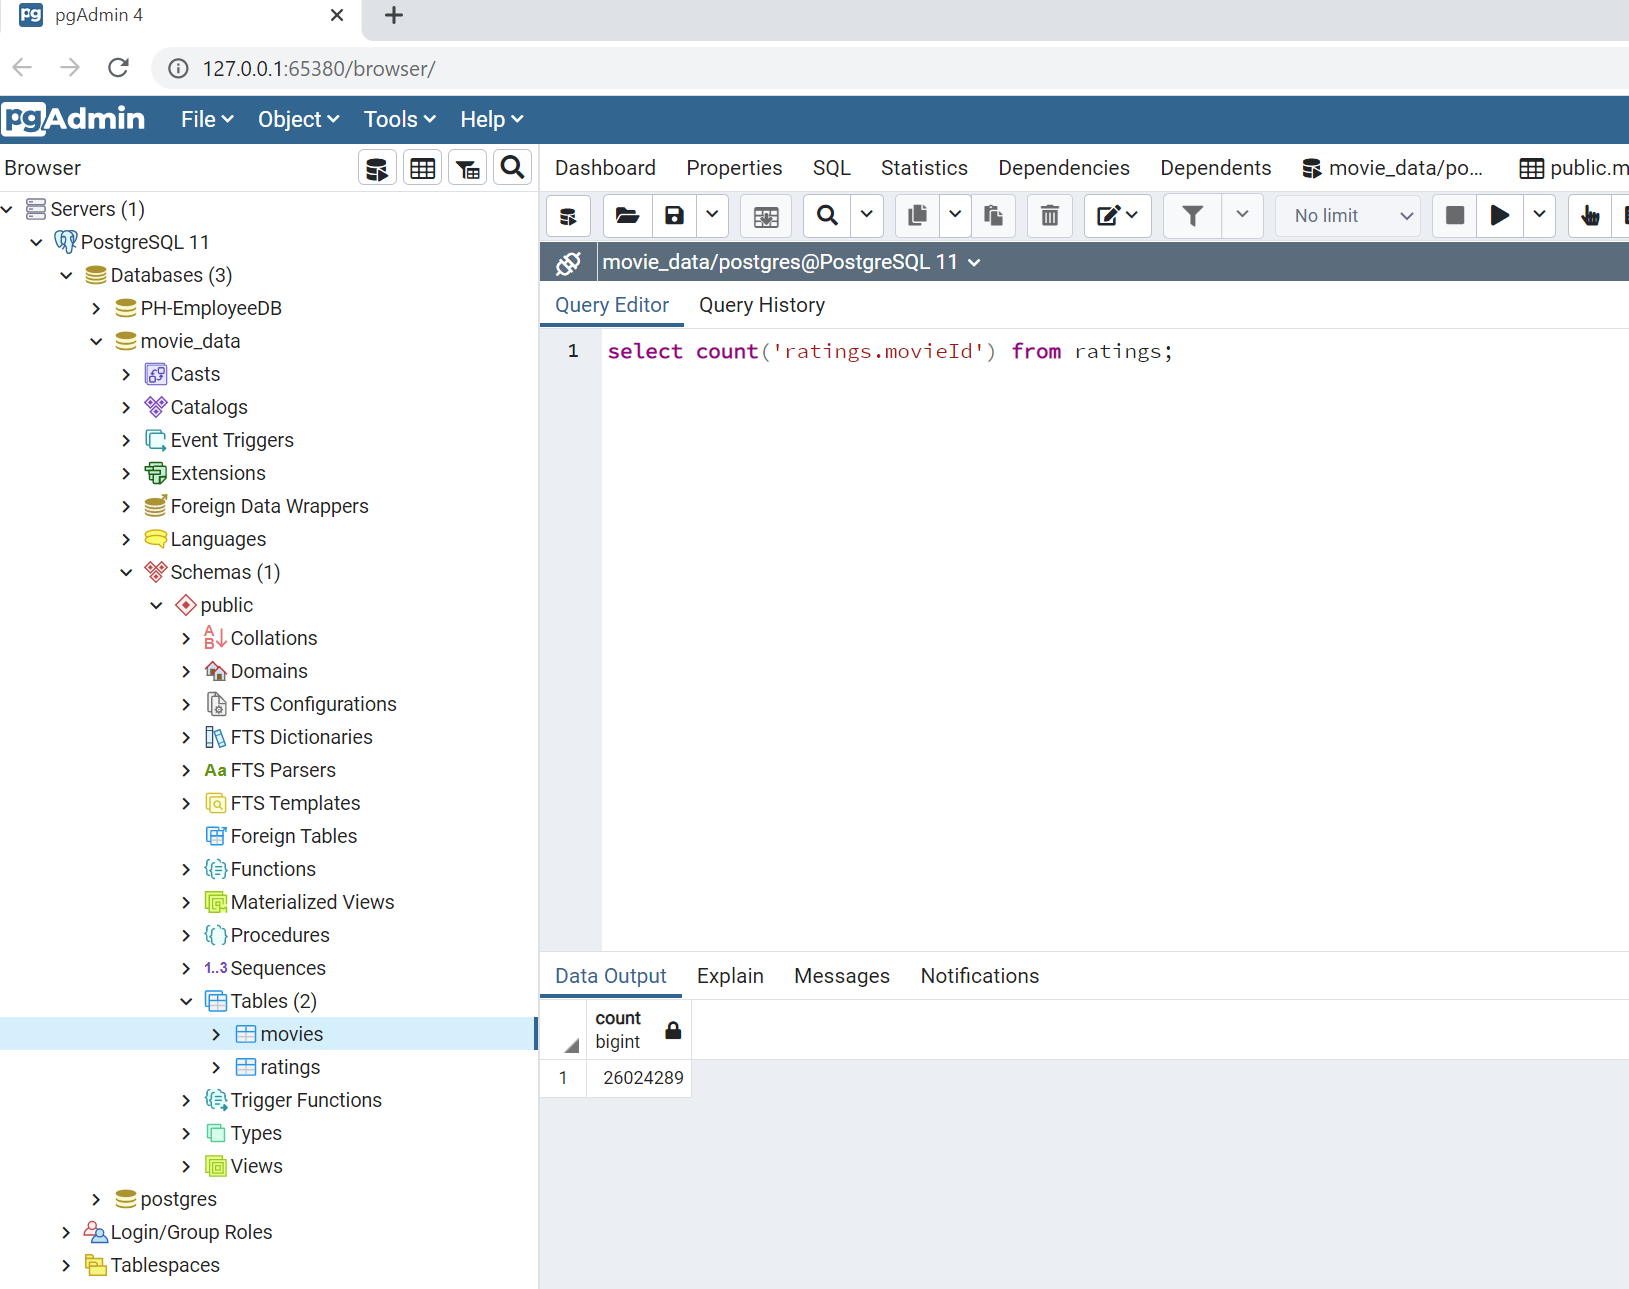 pgAdmin 4
127.0.0.1:65380/browser/
pgAdmin File Object Tools Help
Browser
Dashboard Properties SQL Statistics Dependencies Dependents movie_data/po... public.m
No limit
movie_data/postgres@PostgreSQL 11
Query Editor Query History
1 select count('ratings.movieId') from ratings;
Servers (1)
PostgreSQL 11
Databases (3)
PH-EmployeeDB
movie_data
Casts
Catalogs
Event Triggers
Extensions
Foreign Data Wrappers
Languages
Schemas (1)
public
Collations
Domains
FTS Configurations
FTS Dictionaries
Aa FTS Parsers
FTS Templates
Foreign Tables
Functions
Materialized Views
Procedures
1..3 Sequences
Tables (2)
movies
ratings
Trigger Functions
Types
Views
postgres
Login/Group Roles
Tablespaces
Data Output Explain Messages Notifications
count
bigint
1 26024289